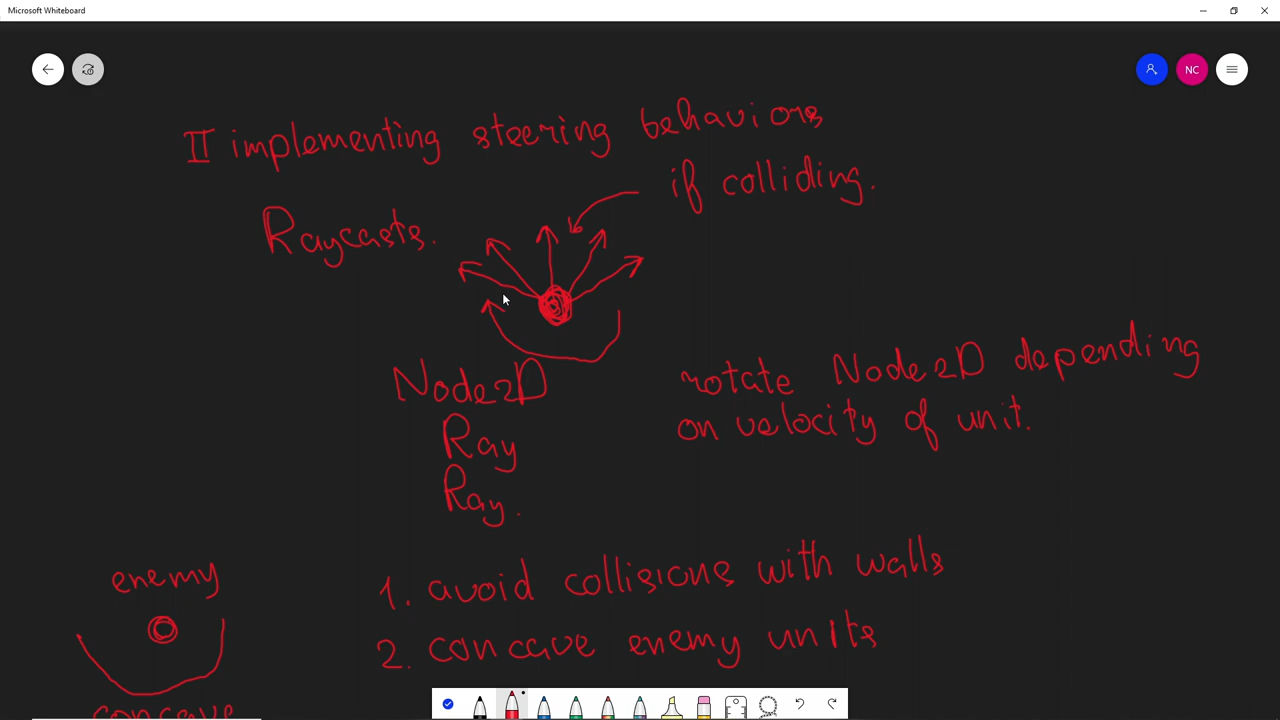 Microsoft Whiteboard
NC
II implementing steering behaviors
if colliding.
Raycasts.
Node2D
Ray
Ray.
rotate Node2D depending
on velocity of unit.
enemy
concave
1. avoid collisions with walls
2. concave enemy units